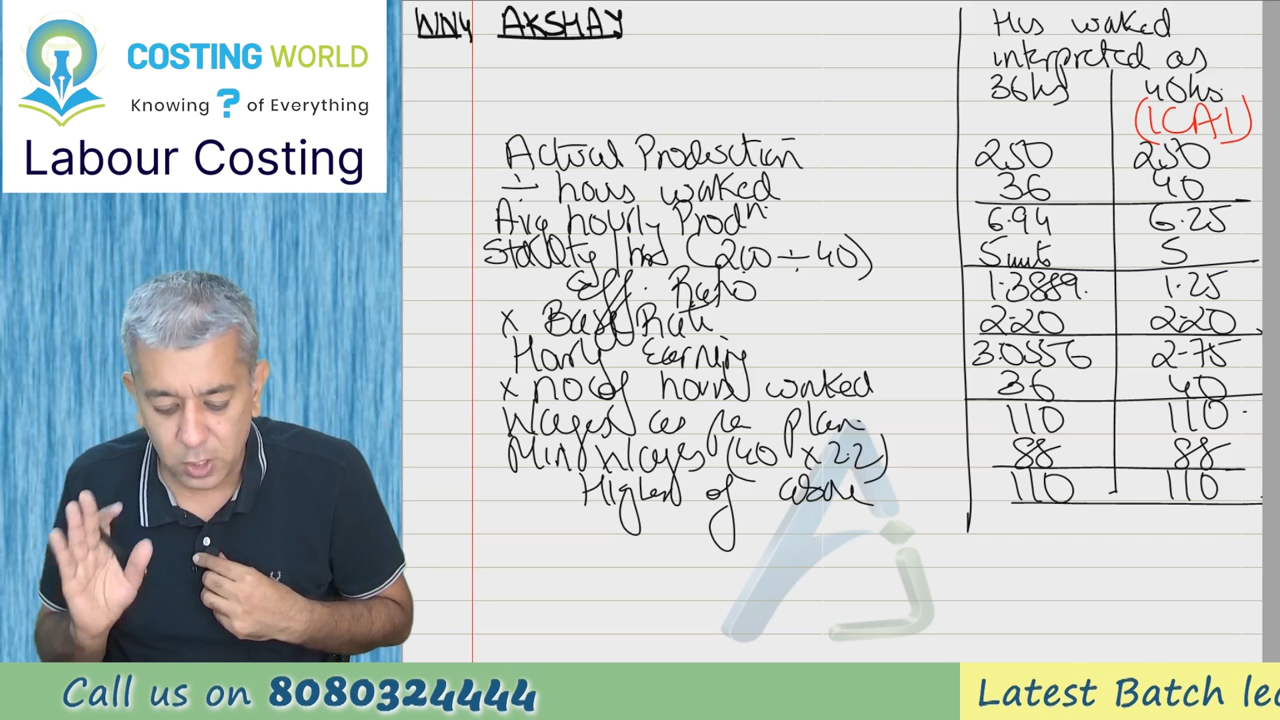 COSTING WORLD
Knowing ? of Everything
Labour Costing
WN4 AKSHAY
Hrs worked
interpreted as
36hrs 40hrs
(ICAI)
Actual Production 250 250
÷ hours worked 36 40
Avg hourly Prodn 6.94 6.25
Std Qty / hr (200 ÷ 40) 5 units 5
Eff. Ratio 1.3889. 1.25
x Base Rate 2.20 2.20
Hourly Earning 3.0556 2.75
x no of hours worked 36 40
Wages as per plan 110 110
Min Wages (40 x 2.2) 88 88
Higher of above 110 110
Call us on 8080324444
Latest Batch lec